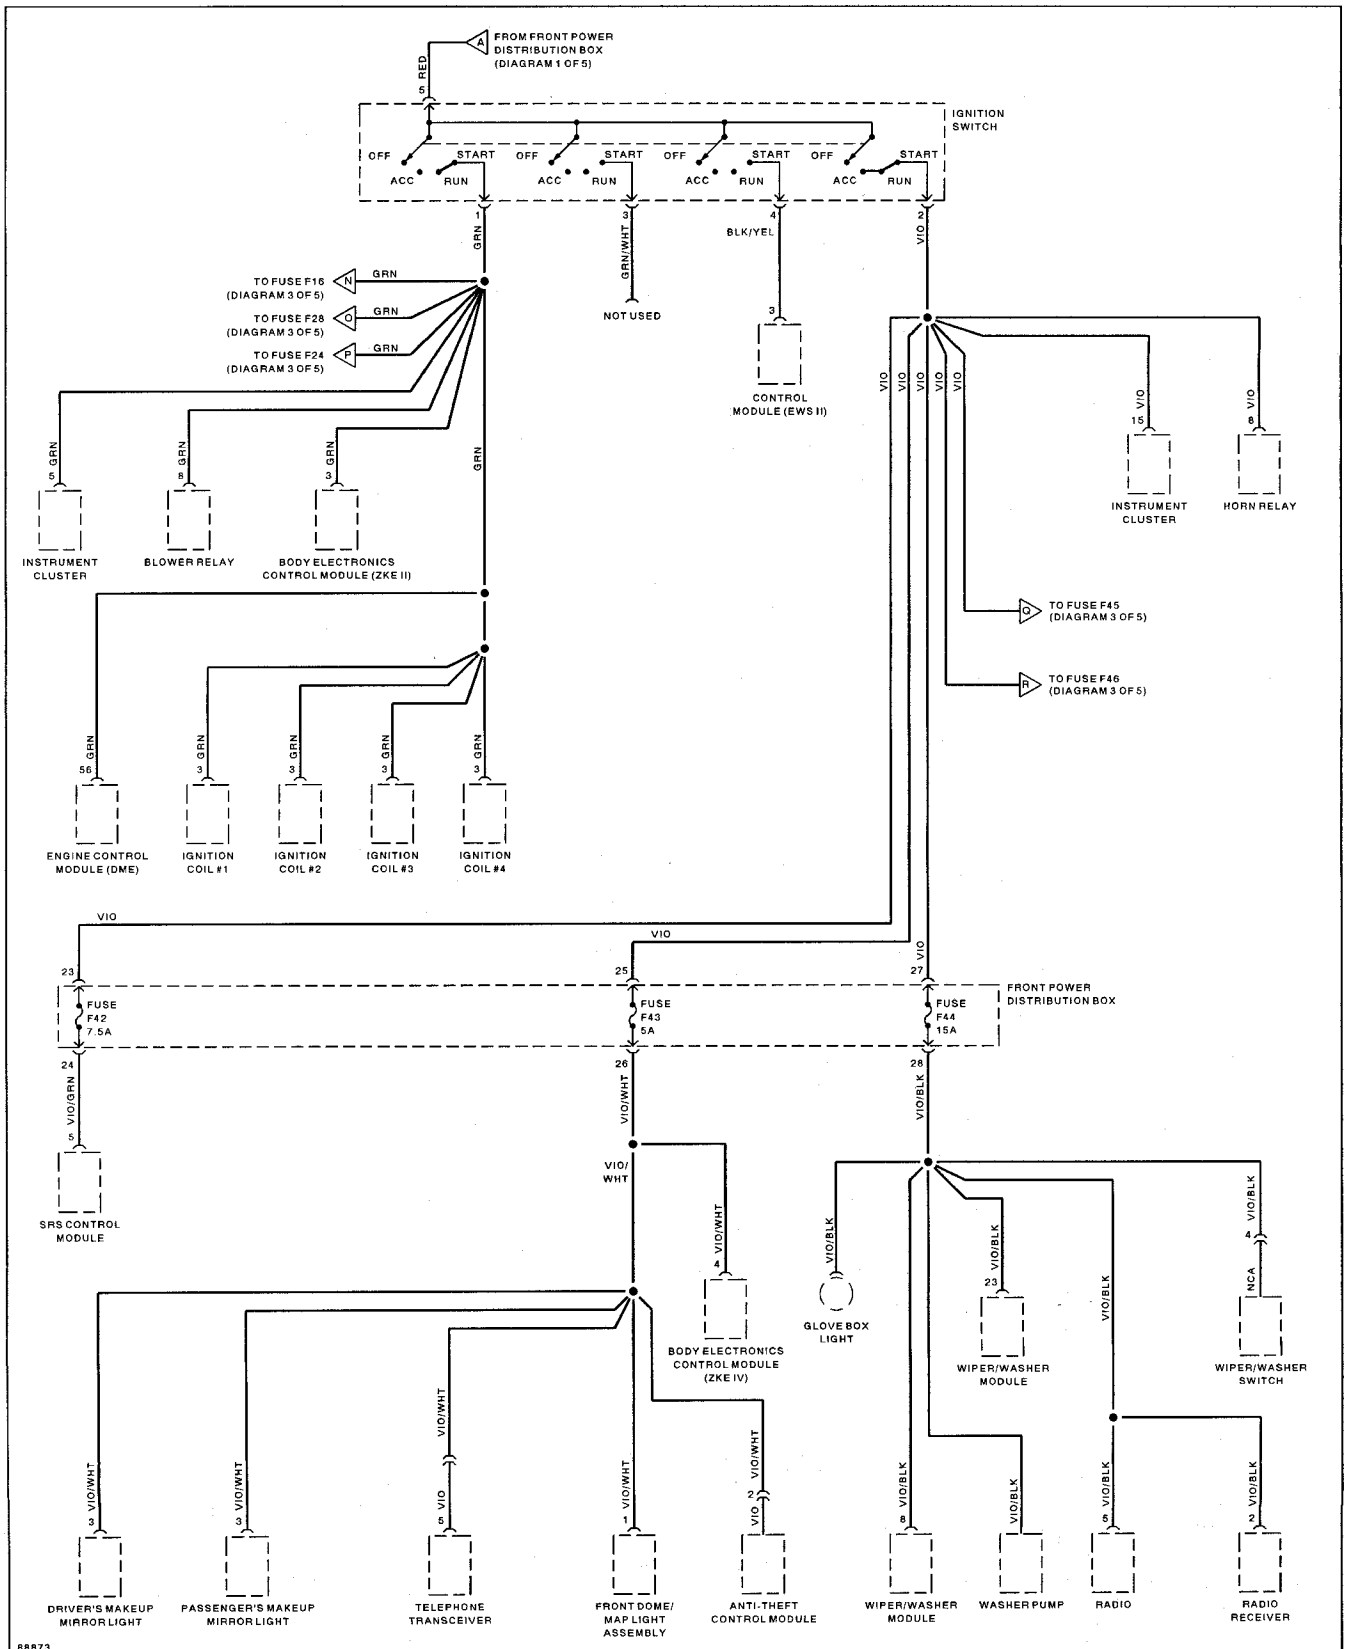 A
FROM FRONT POWER
DISTRIBUTION BOX
(DIAGRAM 1 OF 5)
RED
5
IGNITION
SWITCH
OFF
START
OFF
START
OFF
START
OFF
START
ACC
RUN
ACC
RUN
ACC
RUN
ACC
RUN
1
3
4
2
GRN
GRN/WHT
BLK/YEL
VIO
TO FUSE F16
(DIAGRAM 3 OF 5)
N
GRN
TO FUSE F28
(DIAGRAM 3 OF 5)
O
GRN
TO FUSE F24
(DIAGRAM 3 OF 5)
P
GRN
NOT USED
3
CONTROL
MODULE (EWS II)
VIO
VIO
VIO
VIO
VIO
VIO
VIO
15
8
INSTRUMENT
CLUSTER
HORN RELAY
GRN
GRN
GRN
GRN
5
8
3
INSTRUMENT
CLUSTER
BLOWER RELAY
BODY ELECTRONICS
CONTROL MODULE (ZKE II)
Q
TO FUSE F45
(DIAGRAM 3 OF 5)
R
TO FUSE F46
(DIAGRAM 3 OF 5)
GRN
GRN
GRN
GRN
GRN
56
3
3
3
3
ENGINE CONTROL
MODULE (DME)
IGNITION
COIL #1
IGNITION
COIL #2
IGNITION
COIL #3
IGNITION
COIL #4
VIO
VIO
VIO
23
25
27
FUSE
F42
7.5A
FUSE
F43
5A
FUSE
F44
15A
FRONT POWER
DISTRIBUTION BOX
24
26
28
VIO/GRN
VIO/WHT
VIO/BLK
5
SRS CONTROL
MODULE
VIO/
WHT
VIO/WHT
4
BODY ELECTRONICS
CONTROL MODULE
(ZKE IV)
VIO/BLK
GLOVE BOX
LIGHT
VIO/BLK
23
WIPER/WASHER
MODULE
VIO/BLK
VIO/BLK
4
NCA
WIPER/WASHER
SWITCH
VIO/WHT
VIO/WHT
VIO/WHT
VIO
VIO/WHT
VIO/WHT
2
VIO
VIO/BLK
VIO/BLK
VIO/BLK
VIO/BLK
3
3
5
1
8
5
2
DRIVER'S MAKEUP
MIRROR LIGHT
PASSENGER'S MAKEUP
MIRROR LIGHT
TELEPHONE
TRANSCEIVER
FRONT DOME/
MAP LIGHT
ASSEMBLY
ANTI-THEFT
CONTROL MODULE
WIPER/WASHER
MODULE
WASHER PUMP
RADIO
RADIO
RECEIVER
88873